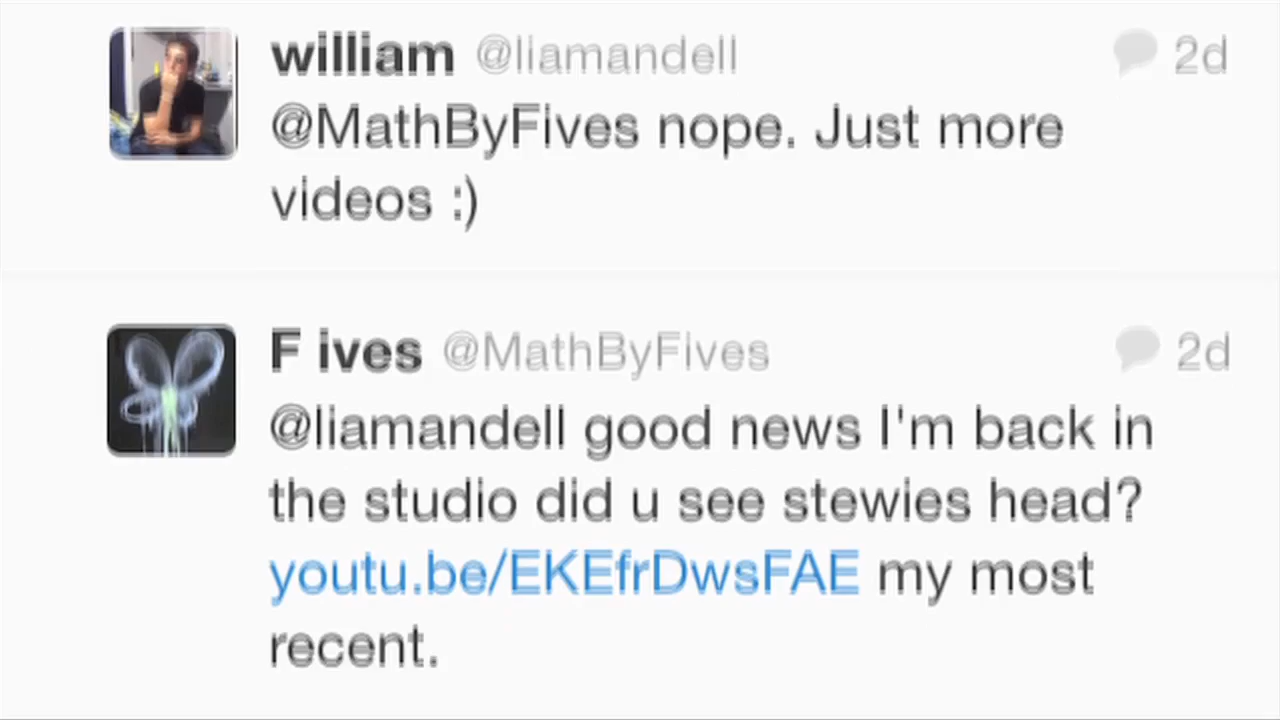 william @liamandell 2d
@MathByFives nope. Just more
videos :)
F ives @MathByFives 2d
@liamandell good news I'm back in
the studio did u see stewies head?
youtu.be/EKEfrDwsFAE my most
recent.